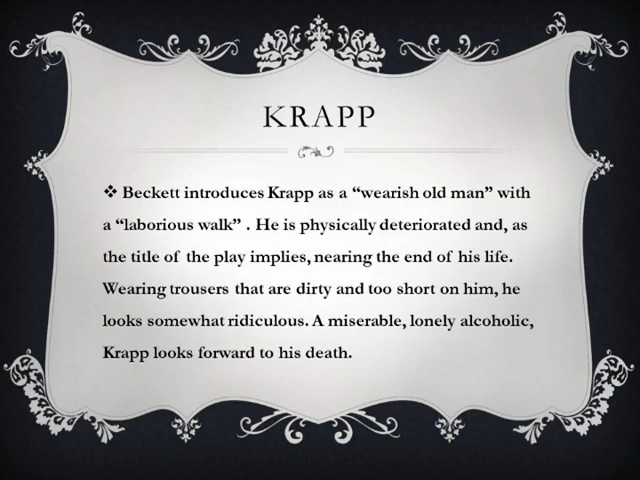 KRAPP
❖ Beckett introduces Krapp as a “wearish old man” with
a “laborious walk” . He is physically deteriorated and, as
the title of the play implies, nearing the end of his life.
Wearing trousers that are dirty and too short on him, he
looks somewhat ridiculous. A miserable, lonely alcoholic,
Krapp looks forward to his death.